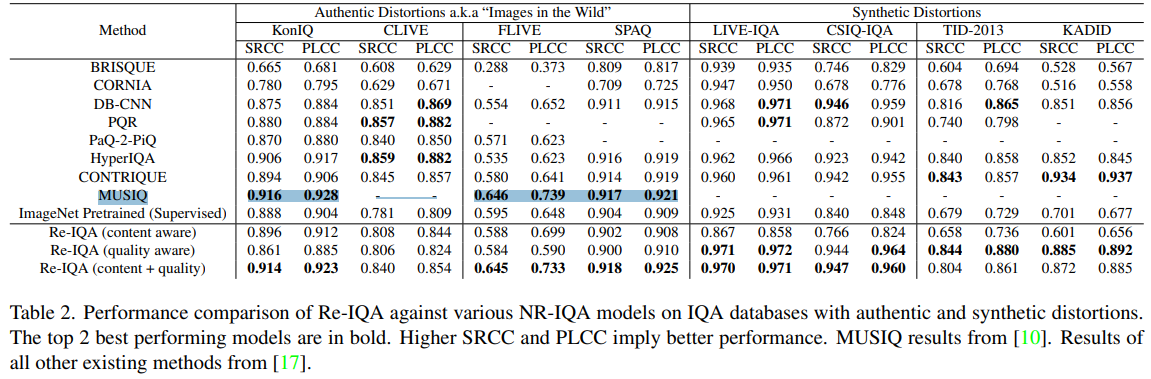 Method Authentic Distortions a.k.a “Images in the Wild” Synthetic Distortions
KonIQ CLIVE FLIVE SPAQ LIVE-IQA CSIQ-IQA TID-2013 KADID
SRCC PLCC SRCC PLCC SRCC PLCC SRCC PLCC SRCC PLCC SRCC PLCC SRCC PLCC SRCC PLCC
BRISQUE 0.665 0.681 0.608 0.629 0.288 0.373 0.809 0.817 0.939 0.935 0.746 0.829 0.604 0.694 0.528 0.567
CORNIA 0.780 0.795 0.629 0.671 - - 0.709 0.725 0.947 0.950 0.678 0.776 0.678 0.768 0.516 0.558
DB-CNN 0.875 0.884 0.851 0.869 0.554 0.652 0.911 0.915 0.968 0.971 0.946 0.959 0.816 0.865 0.851 0.856
PQR 0.880 0.884 0.857 0.882 - - - - 0.965 0.971 0.872 0.901 0.740 0.798 - -
PaQ-2-PiQ 0.870 0.880 0.840 0.850 0.571 0.623 - - - - - - - - - -
HyperIQA 0.906 0.917 0.859 0.882 0.535 0.623 0.916 0.919 0.962 0.966 0.923 0.942 0.840 0.858 0.852 0.845
CONTRIQUE 0.894 0.906 0.845 0.857 0.580 0.641 0.914 0.919 0.960 0.961 0.942 0.955 0.843 0.857 0.934 0.937
MUSIQ 0.916 0.928 - - 0.646 0.739 0.917 0.921 - - - - - - - -
ImageNet Pretrained (Supervised) 0.888 0.904 0.781 0.809 0.595 0.648 0.904 0.909 0.925 0.931 0.840 0.848 0.679 0.729 0.701 0.677
Re-IQA (content aware) 0.896 0.912 0.808 0.844 0.588 0.699 0.902 0.908 0.867 0.858 0.766 0.824 0.658 0.736 0.601 0.656
Re-IQA (quality aware) 0.861 0.885 0.806 0.824 0.584 0.590 0.900 0.910 0.971 0.972 0.944 0.964 0.844 0.880 0.885 0.892
Re-IQA (content + quality) 0.914 0.923 0.840 0.854 0.645 0.733 0.918 0.925 0.970 0.971 0.947 0.960 0.804 0.861 0.872 0.885
Table 2. Performance comparison of Re-IQA against various NR-IQA models on IQA databases with authentic and synthetic distortions.
The top 2 best performing models are in bold. Higher SRCC and PLCC imply better performance. MUSIQ results from [10]. Results of
all other existing methods from [17].